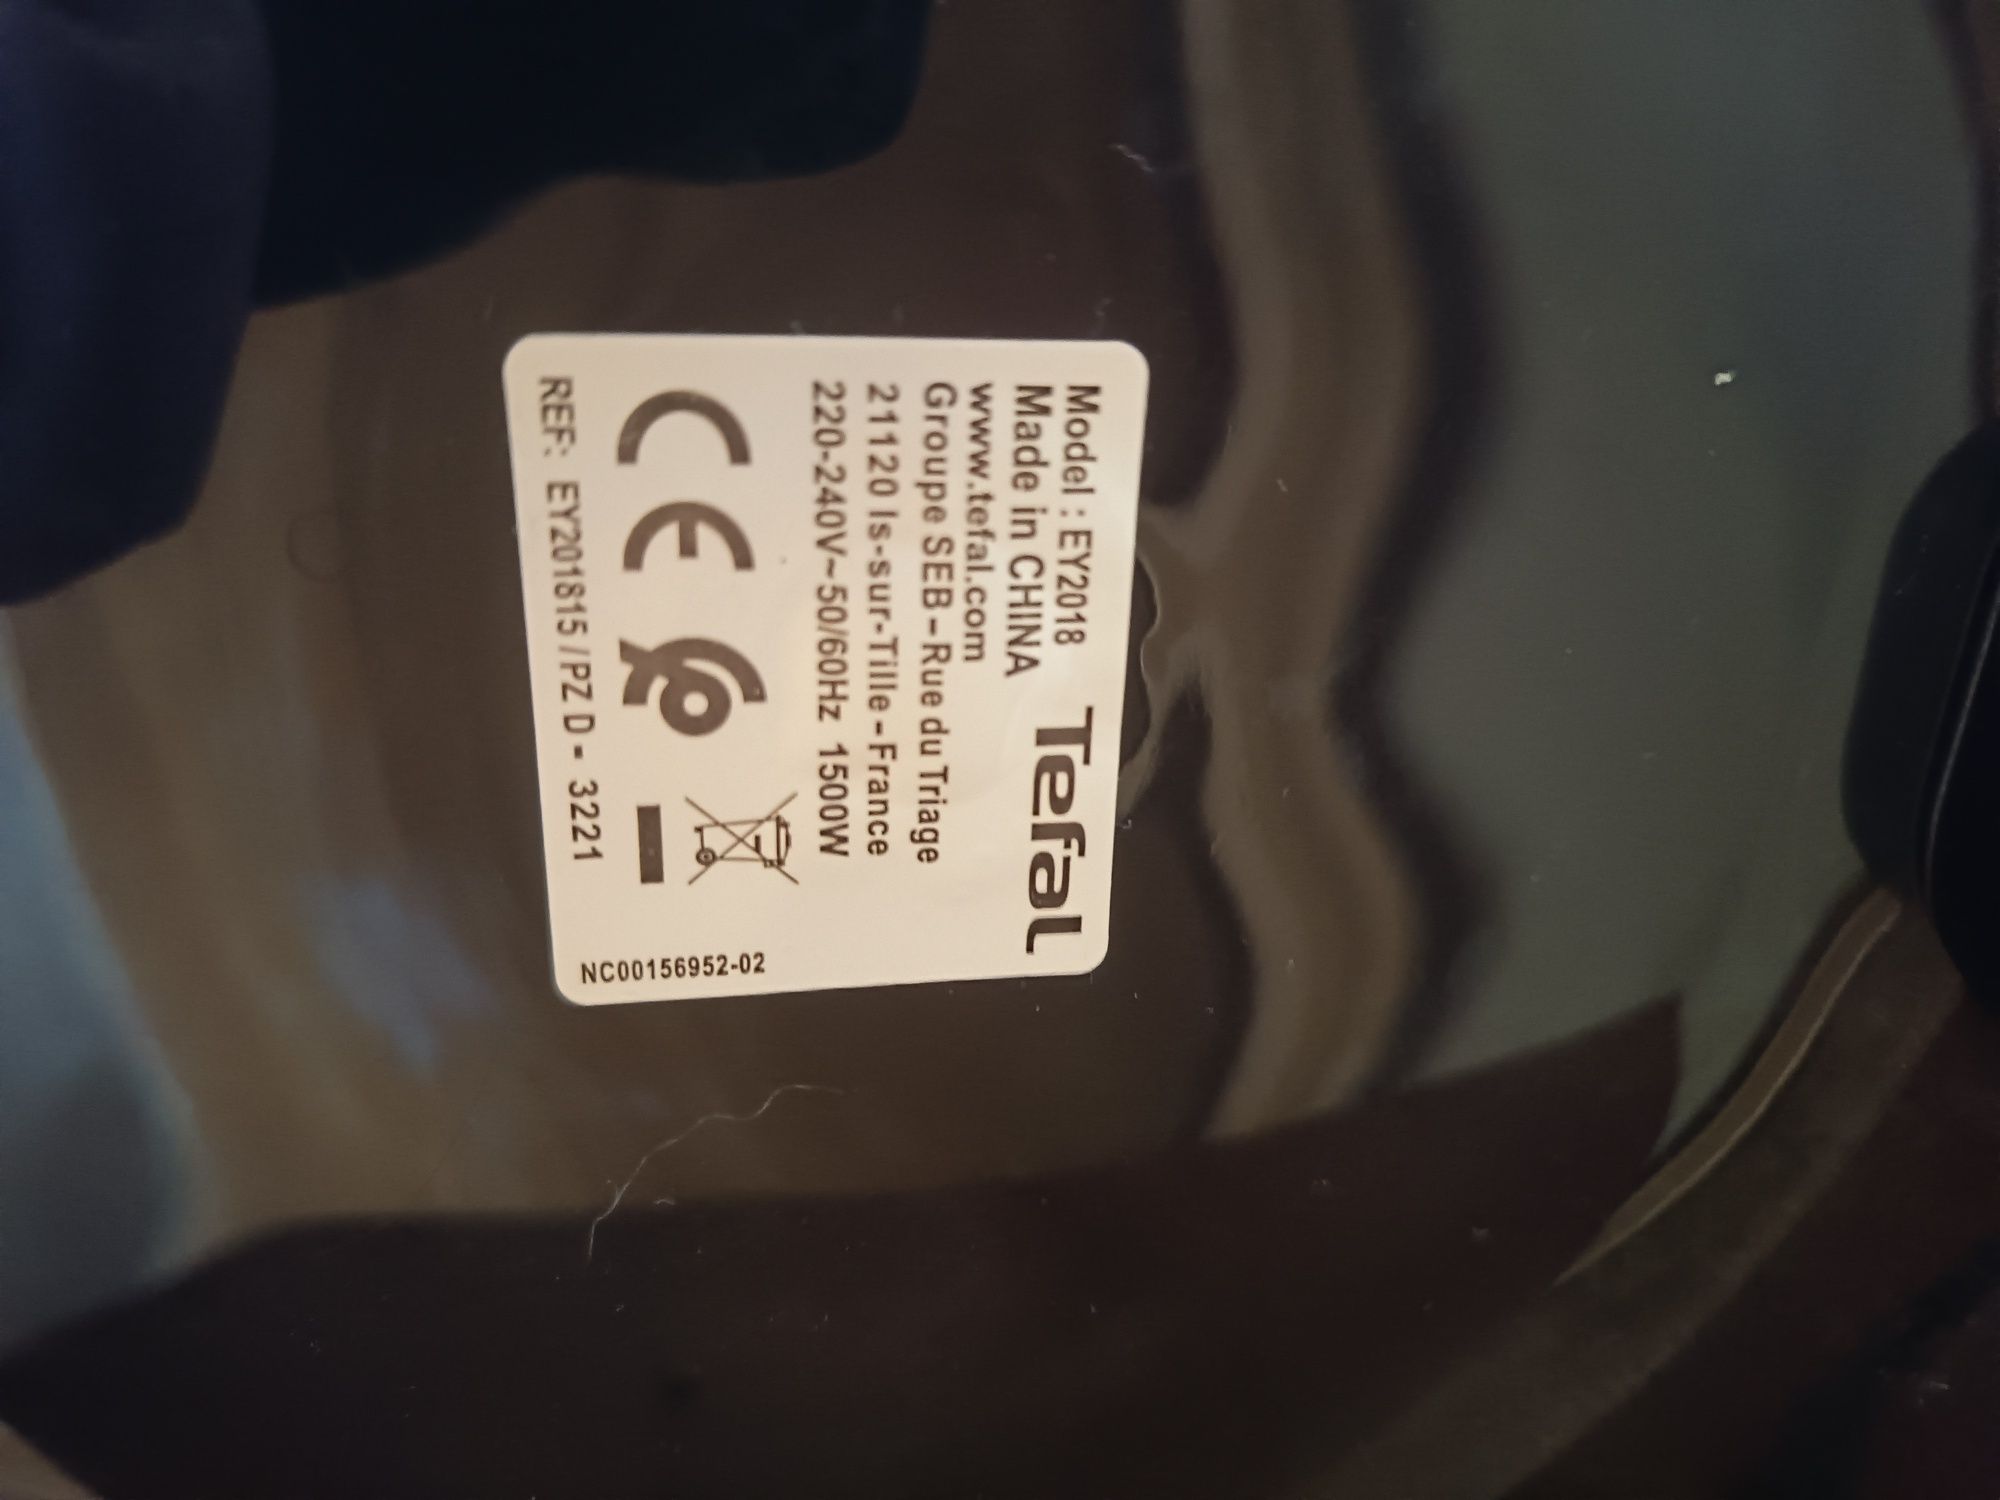 Tefal
Model : EY2018
Made in CHINA
www.tefal.com
Groupe SEB – Rue du Triage
21120 Is-sur-Tille – France
220-240V~50/60Hz 1500W
CE
REF: EY201815 / PZ D - 3221
NC00156952-02